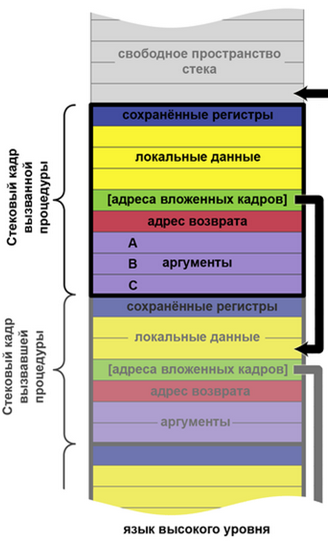 свободное пространство
стека
сохранённые регистры
локальные данные
[адреса вложенных кадров]
адрес возврата
A
B аргументы
C
Стековый кадр
вызванной
процедуры
сохранённые регистры
локальные данные
[адреса вложенных кадров]
адрес возврата
аргументы
Стековый кадр
вызвавшей
процедуры
язык высокого уровня